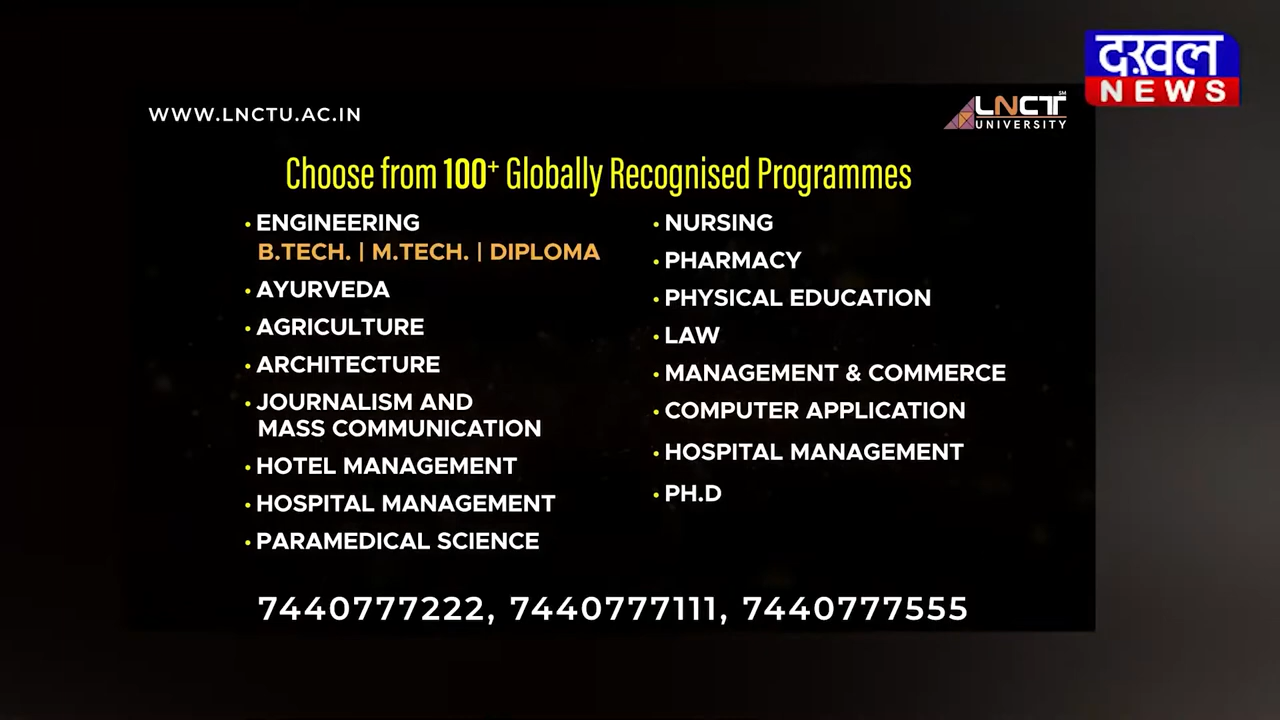 दख़ल
NEWS
WWW.LNCTU.AC.IN
LNCT SM
UNIVERSITY
Choose from 100+ Globally Recognised Programmes
• ENGINEERING
B.TECH. | M.TECH. | DIPLOMA
• AYURVEDA
• AGRICULTURE
• ARCHITECTURE
• JOURNALISM AND
MASS COMMUNICATION
• HOTEL MANAGEMENT
• HOSPITAL MANAGEMENT
• PARAMEDICAL SCIENCE
• NURSING
• PHARMACY
• PHYSICAL EDUCATION
• LAW
• MANAGEMENT & COMMERCE
• COMPUTER APPLICATION
• HOSPITAL MANAGEMENT
• PH.D
7440777222, 7440777111, 7440777555